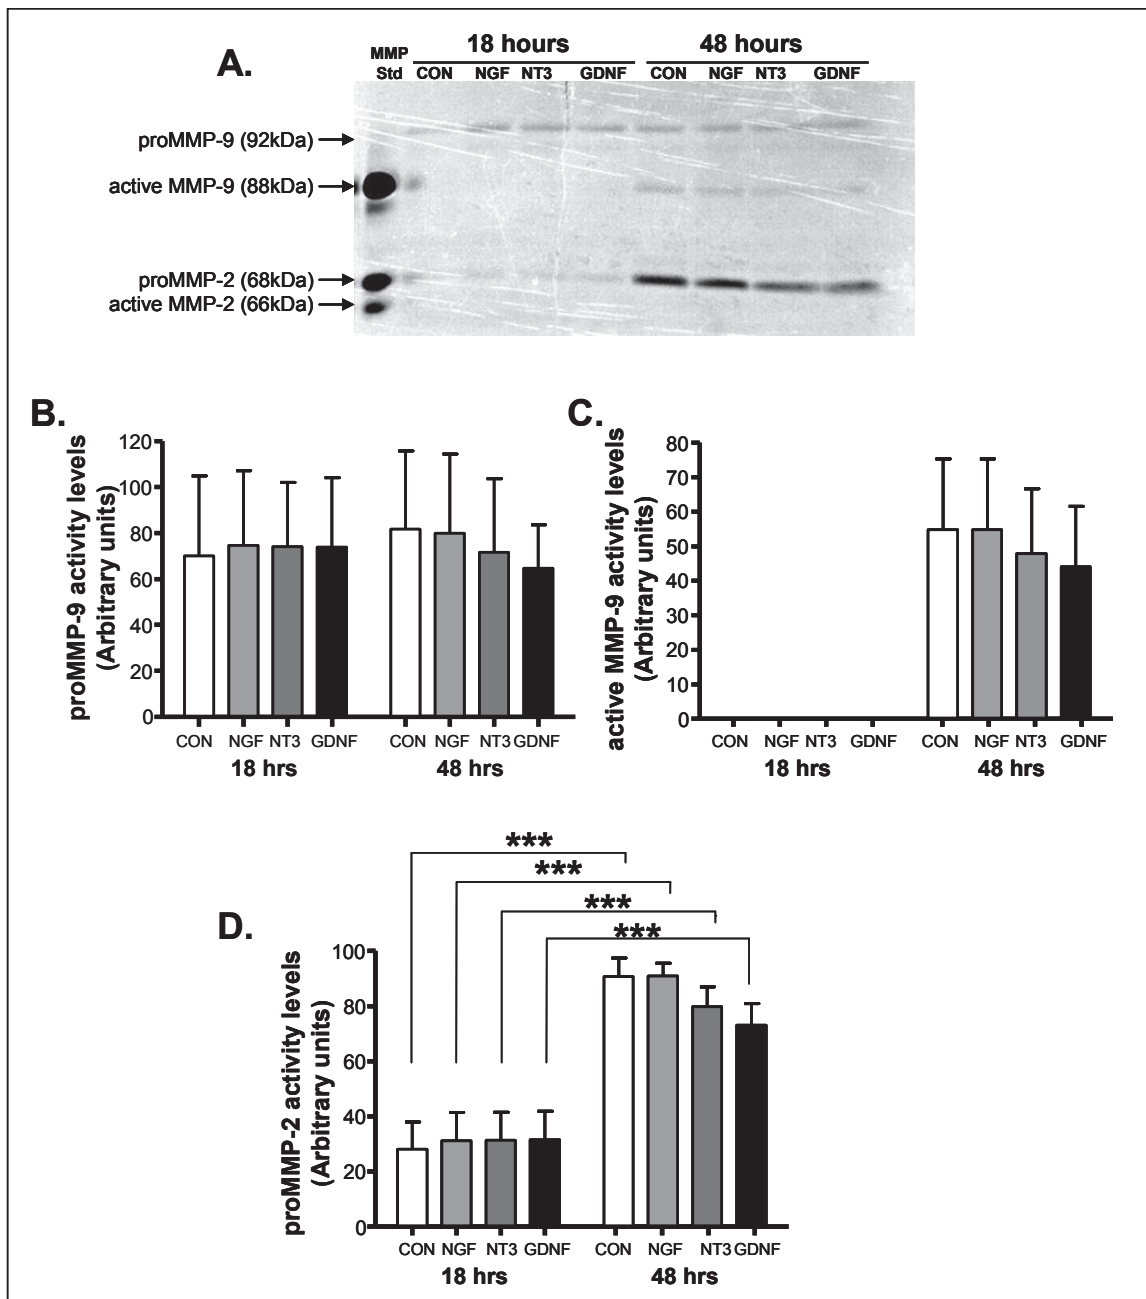 A.
MMP
Std
18 hours
48 hours
CON NGF NT3 GDNF CON NGF NT3 GDNF
proMMP-9 (92kDa)
active MMP-9 (88kDa)
proMMP-2 (68kDa)
active MMP-2 (66kDa)
B.
proMMP-9 activity levels
(Arbitrary units)
120
100
80
60
40
20
0
CON NGF NT3 GDNF CON NGF NT3 GDNF
18 hrs 48 hrs
C.
active MMP-9 activity levels
(Arbitrary units)
80
70
60
50
40
30
20
10
0
CON NGF NT3 GDNF CON NGF NT3 GDNF
18 hrs 48 hrs
D.
***
***
***
***
proMMP-2 activity levels
(Arbitrary units)
100
80
60
40
20
0
CON NGF NT3 GDNF CON NGF NT3 GDNF
18 hrs 48 hrs